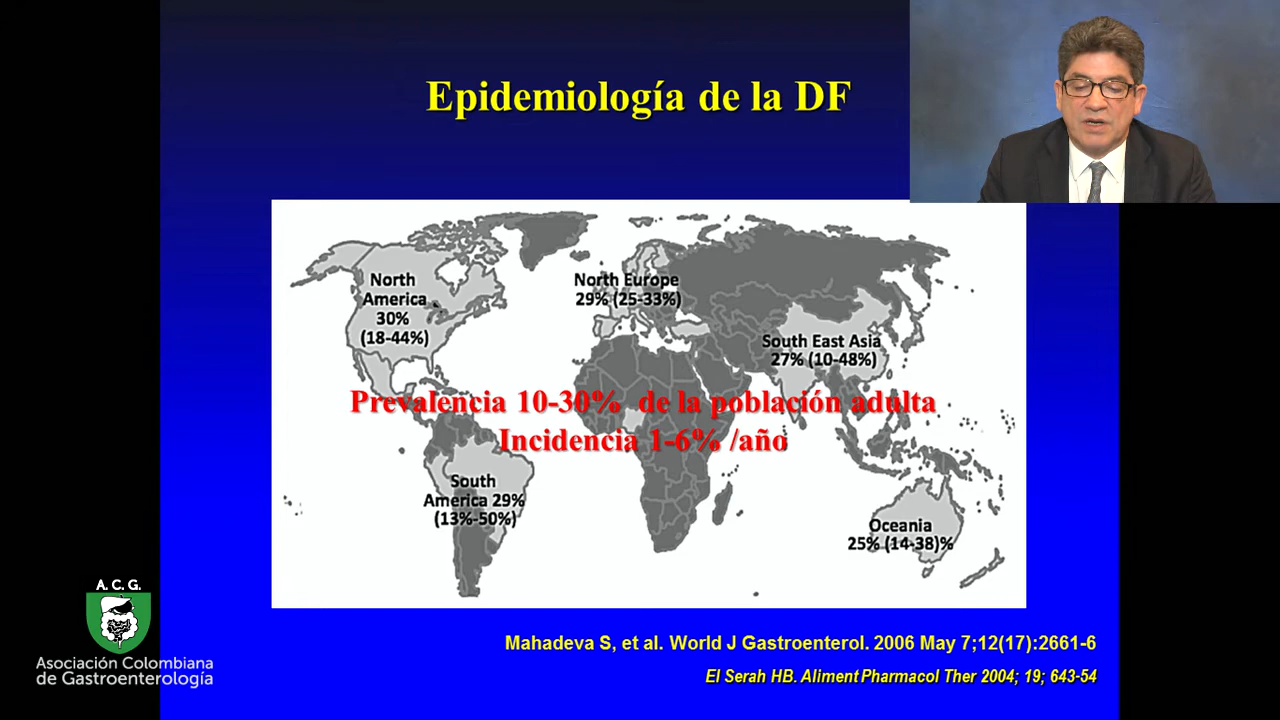 Epidemiología de la DF
North
America
30%
(18-44%)
North Europe
29% (25-33%)
South East Asia
27% (10-48%)
Prevalencia 10-30% de la población adulta
Incidencia 1-6% /año
South
America 29%
(13%-50%)
Oceania
25% (14-38)%
Mahadeva S, et al. World J Gastroenterol. 2006 May 7;12(17):2661-6
El Serah HB. Aliment Pharmacol Ther 2004; 19; 643-54
A. C. G.
Asociación Colombiana
de Gastroenterología